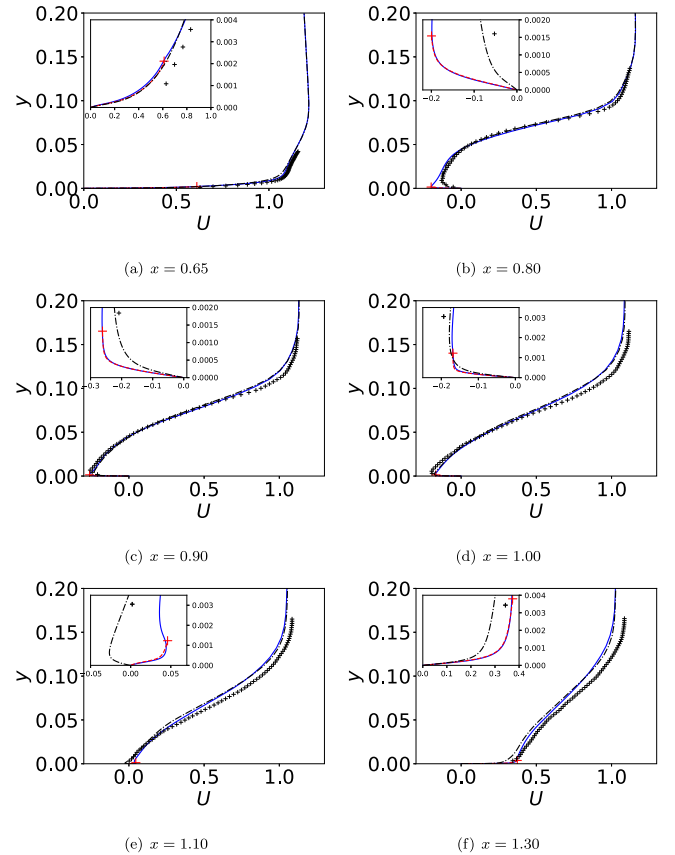 0.20
0.15
0.10
0.05
0.00
y
0.004
0.003
0.002
0.001
0.000
0.0 0.2 0.4 0.6 0.8 1.0
0.0 0.5 1.0
U
(a) x = 0.65
0.20
0.15
0.10
0.05
0.00
y
0.0020
0.0015
0.0010
0.0005
0.0000
−0.2 −0.1 0.0
0.0 0.5 1.0
U
(b) x = 0.80
0.20
0.15
0.10
0.05
0.00
y
0.0020
0.0015
0.0010
0.0005
0.0000
−0.3 −0.2 −0.1 0.0
0.0 0.5 1.0
U
(c) x = 0.90
0.20
0.15
0.10
0.05
0.00
y
0.003
0.002
0.001
0.000
−0.2 −0.1 0.0
0.0 0.5 1.0
U
(d) x = 1.00
0.20
0.15
0.10
0.05
0.00
y
0.003
0.002
0.001
0.000
−0.05 0.00 0.05
0.0 0.5 1.0
U
(e) x = 1.10
0.20
0.15
0.10
0.05
0.00
y
0.004
0.003
0.002
0.001
0.000
0.0 0.1 0.2 0.3 0.4
0.0 0.5 1.0
U
(f) x = 1.30